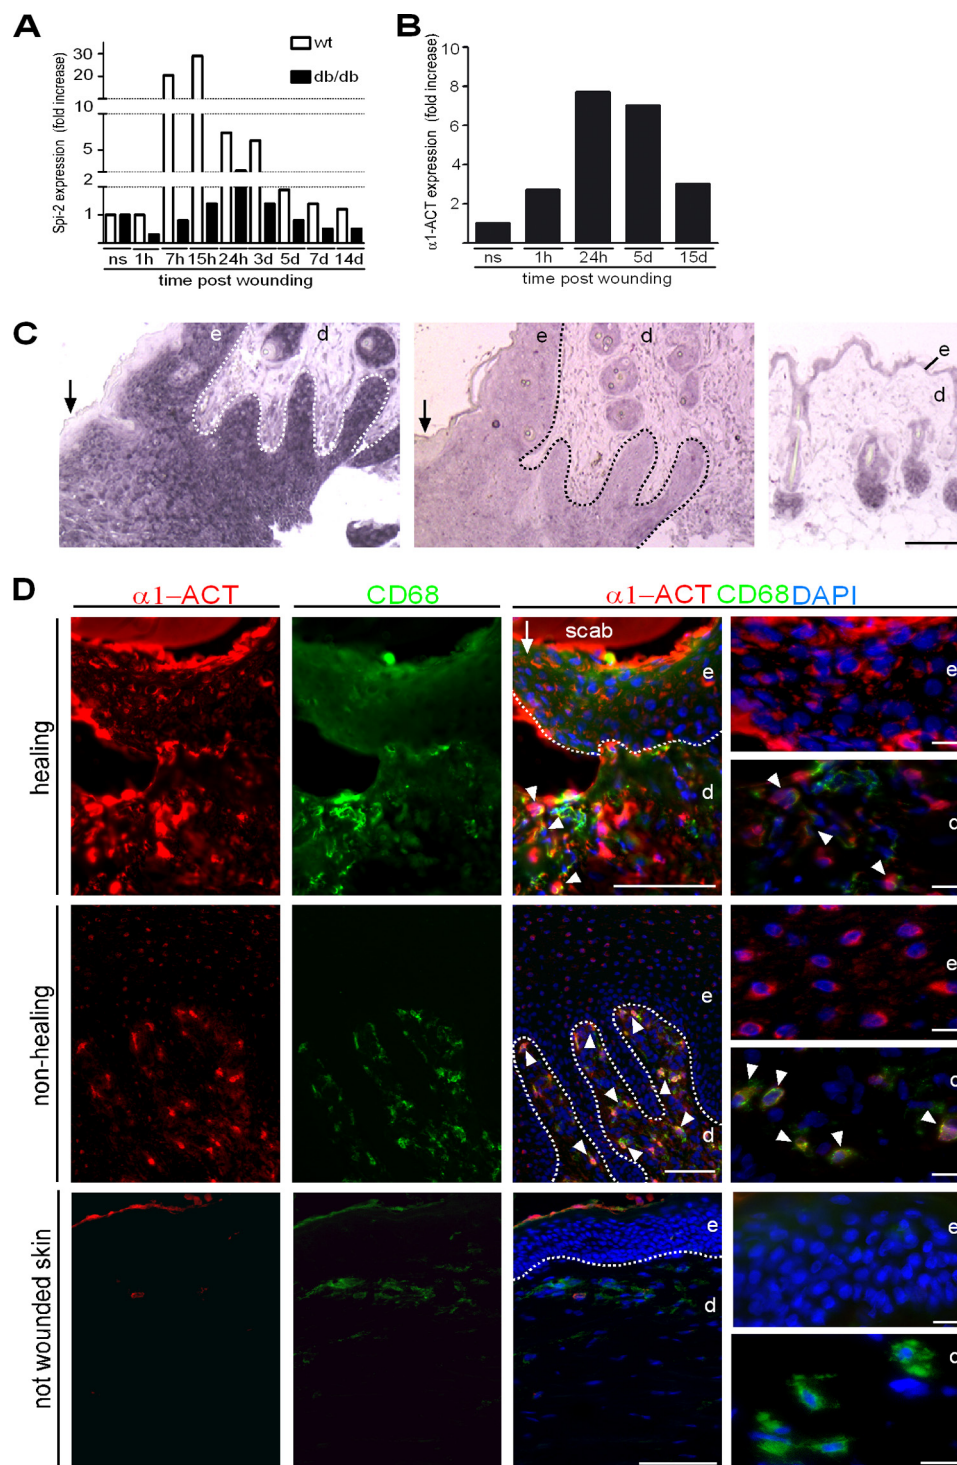 A
Spi-2 expression (fold increase)
30
20
10
5
2
1
wt
db/db
ns 1h 7h 15h 24h 3d 5d 7d 14d
time post wounding
B
α1-ACT expression (fold increase)
10
8
6
4
2
ns 1h 24h 5d 15d
time post wounding
C
e d
e d
e
d
D
α1-ACT CD68 α1-ACT CD68 DAPI
healing
scab
e
d
e
d
non-healing
e
d
e
d
not wounded skin
e
d
e
d